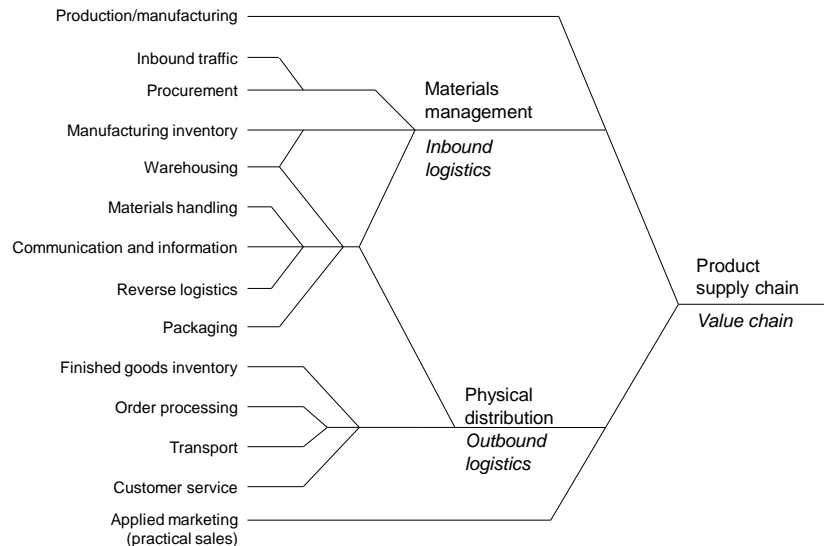 Production/manufacturing
Inbound traffic
Procurement
Manufacturing inventory
Warehousing
Materials handling
Communication and information
Reverse logistics
Packaging
Finished goods inventory
Order processing
Transport
Customer service
Applied marketing
(practical sales)
Materials
management
Inbound
logistics
Physical
distribution
Outbound
logistics
Product
supply chain
Value chain